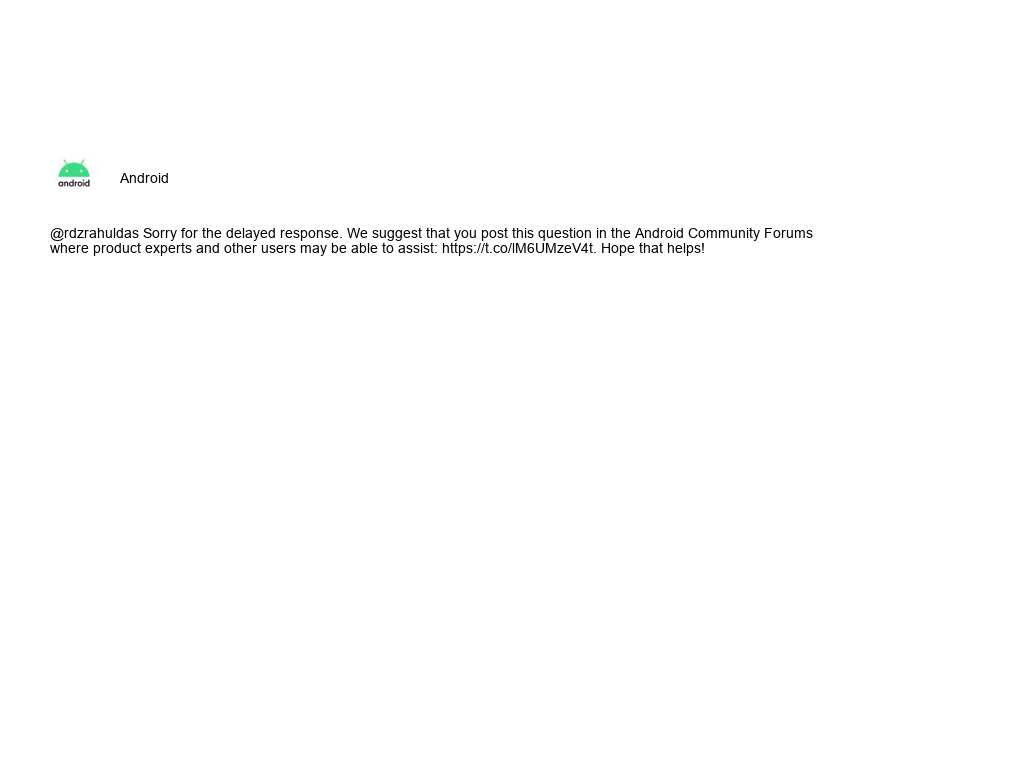 android
Android
@rdzrahuldas Sorry for the delayed response. We suggest that you post this question in the Android Community Forums
where product experts and other users may be able to assist: https://t.co/lM6UMzeV4t. Hope that helps!